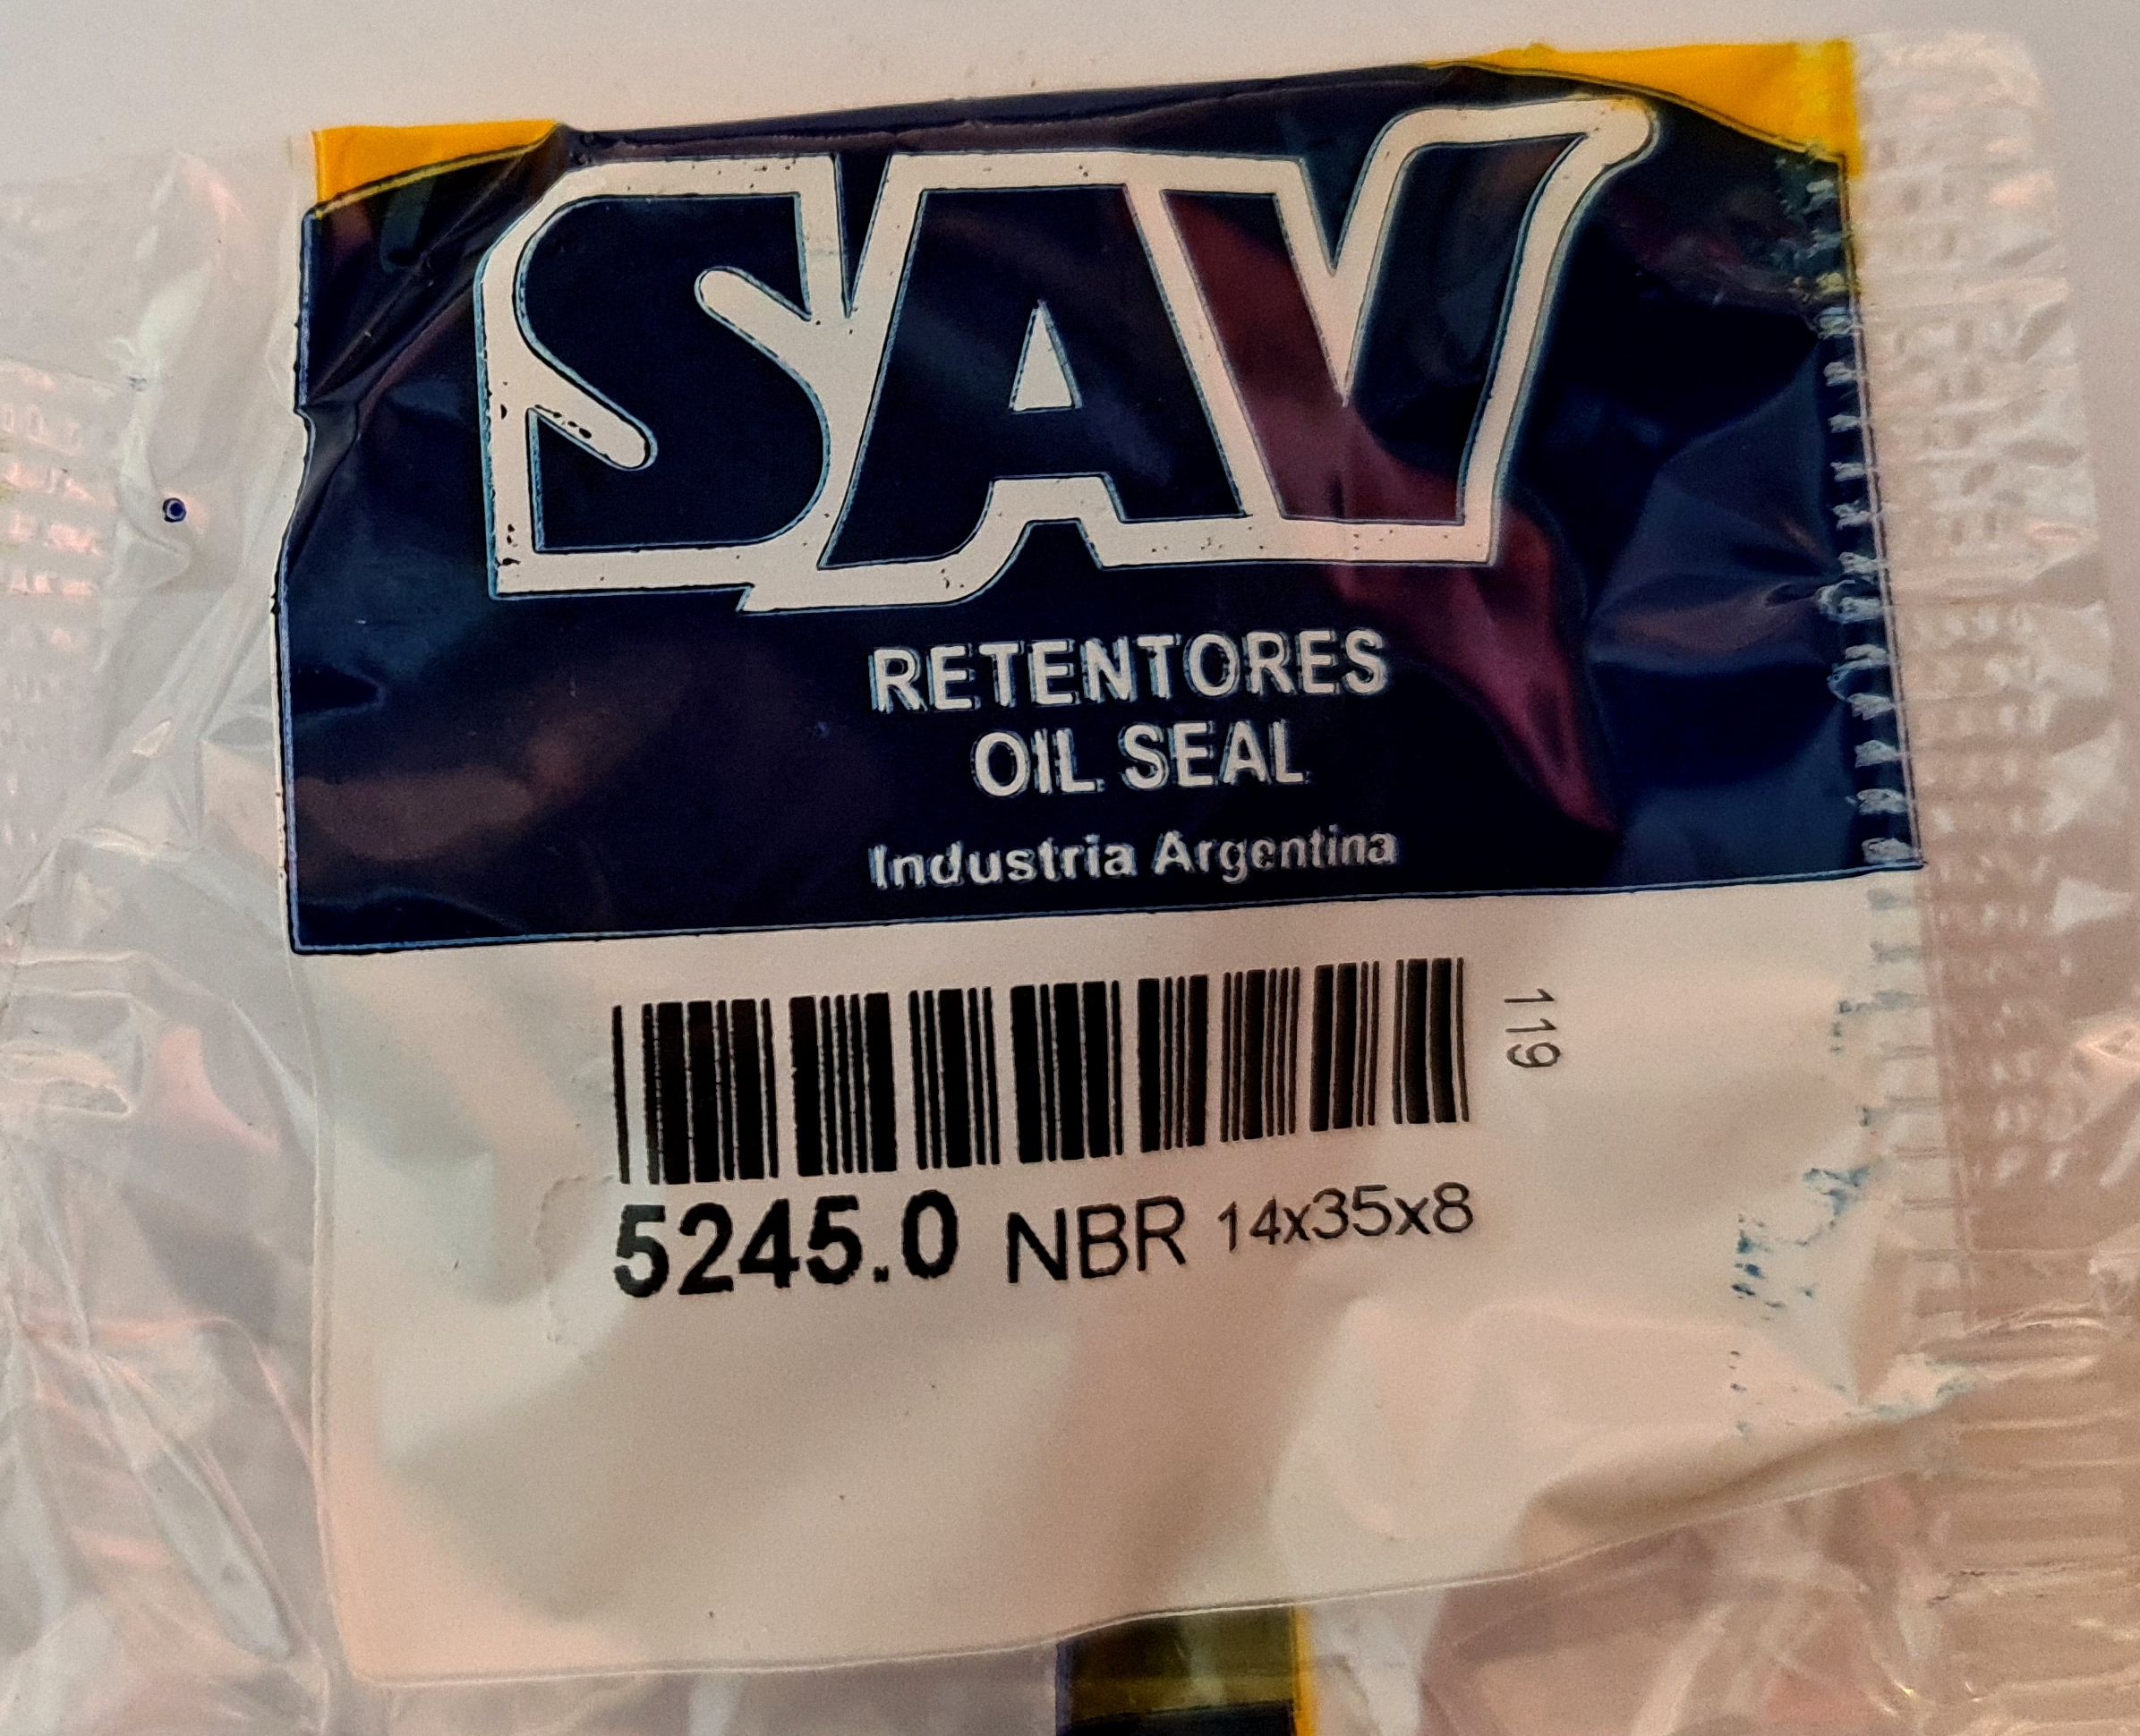 SAV
RETENTORES
OIL SEAL
Industria Argentina
119
5245.0 NBR 14x35x8